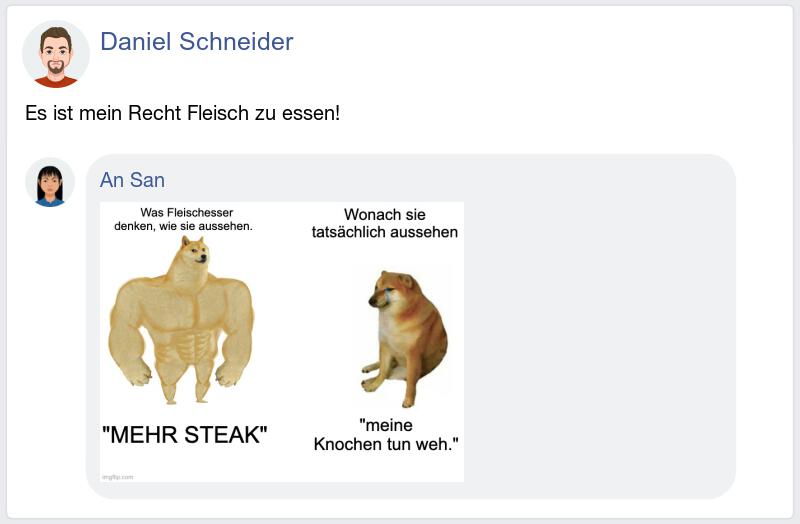 Daniel Schneider
Es ist mein Recht Fleisch zu essen!
An San
Was Fleischesser
denken, wie sie aussehen.
Wonach sie
tatsächlich aussehen
"MEHR STEAK"
"meine
Knochen tun weh."
imgflip.com